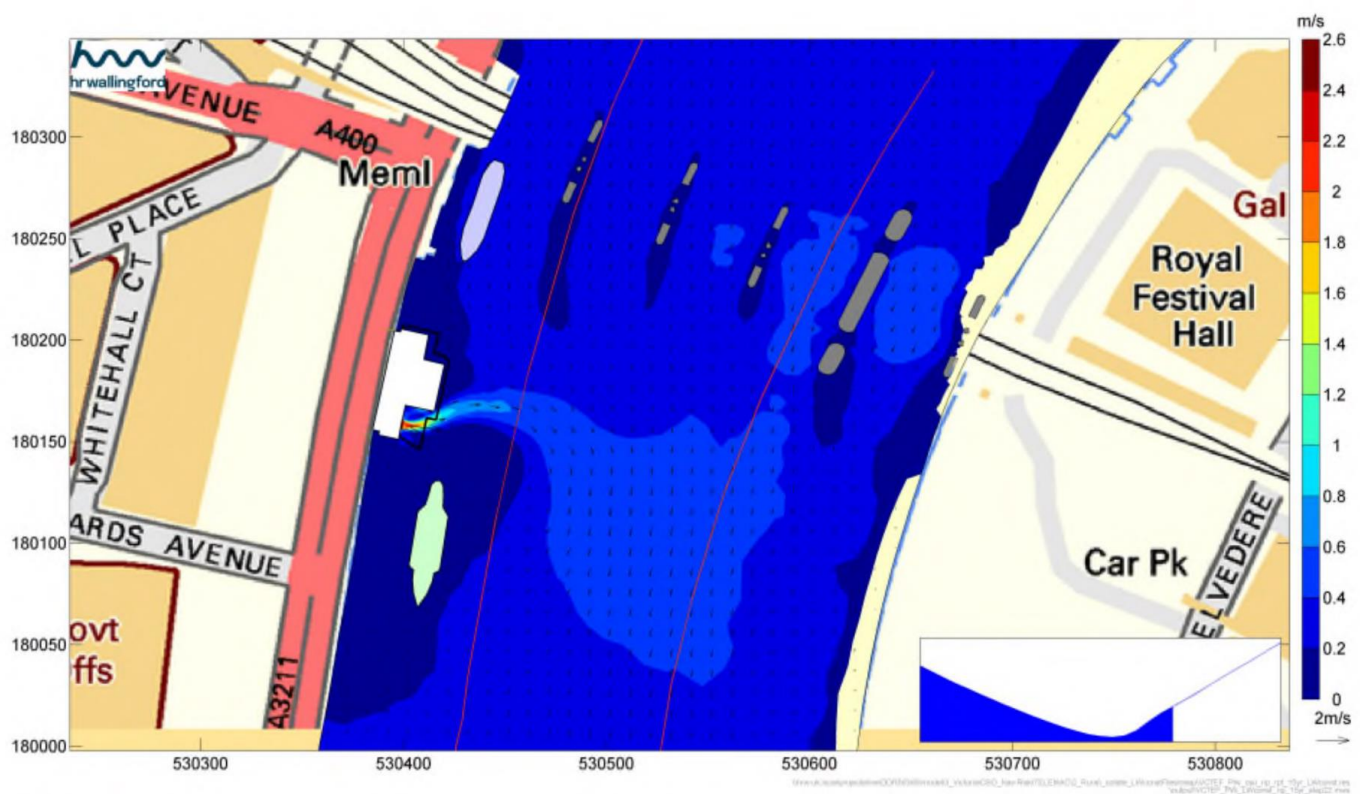 m/s
hrwallingford
AVENUE
A400
Meml
L PLACE
WHITEHALL CT
ARDS AVENUE
ovt
ffs
A3211
Gal
Royal
Festival
Hall
Car Pk
ELVEDERE
180300
180250
180200
180150
180100
180050
180000
530300
530400
530500
530600
530700
530800
2.6
2.4
2.2
2
1.8
1.6
1.4
1.2
1
0.8
0.6
0.4
0.2
0
2m/s